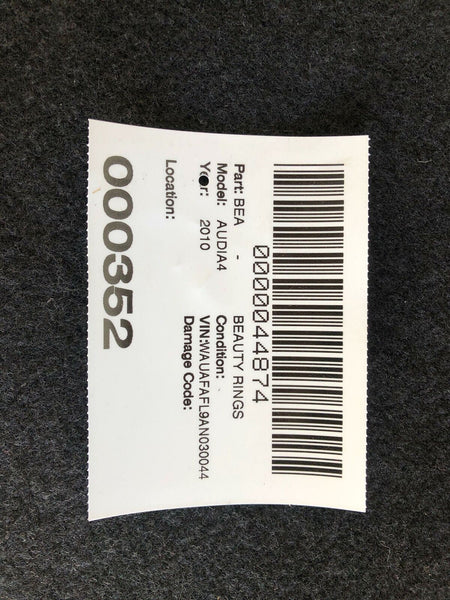 0000044874
Part: BEA - BEAUTY RINGS
Model: AUDIA4 Condition:
Year: 2010 VIN:WAUAFAFL9AN030044
Damage Code:
Location:
000352